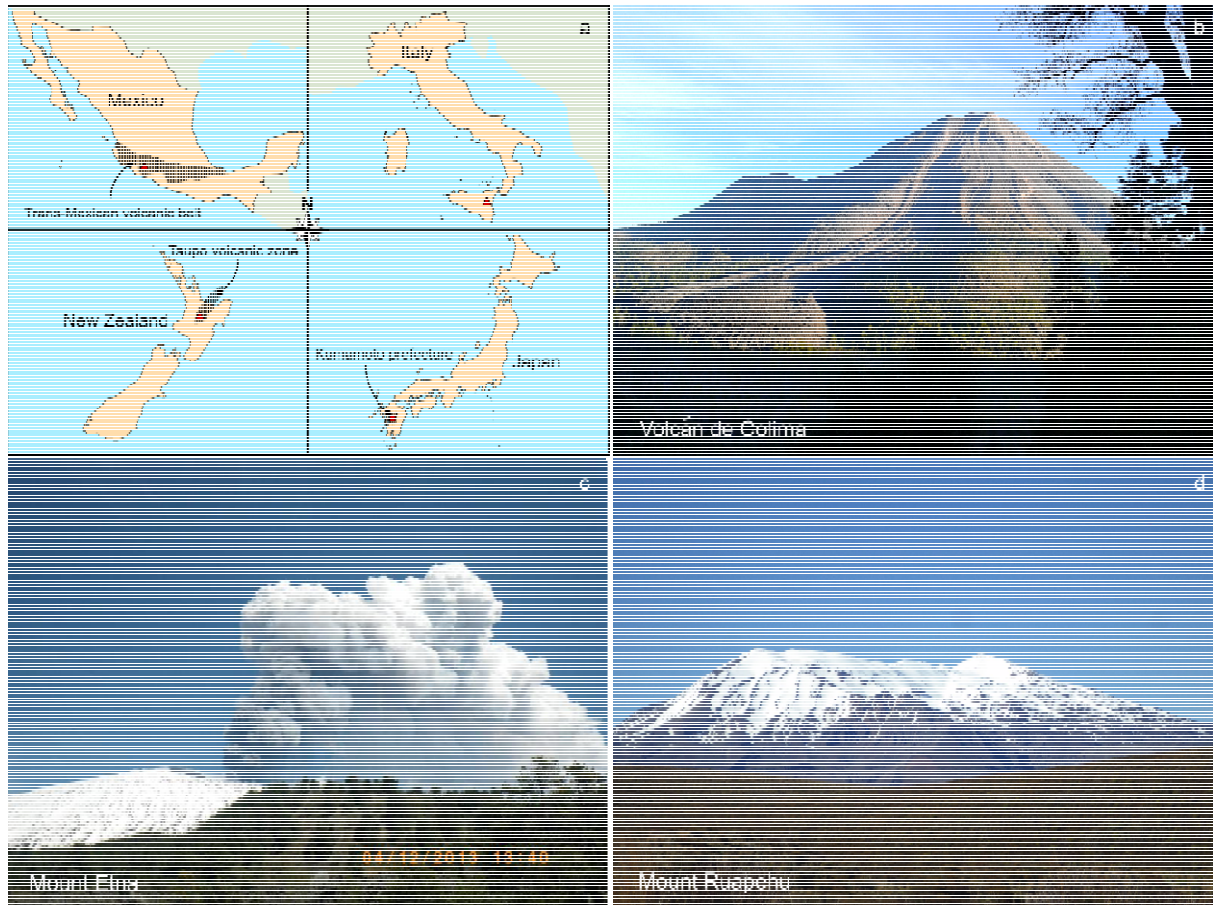 a
Italy
Mexico
Trans-Mexican volcanic belt
N
Taupo volcanic zone
New Zealand
Kumamoto prefecture
Japan
b
Volcán de Colima
c
04/12/2013 13:40
Mount Etna
d
Mount Ruapehu